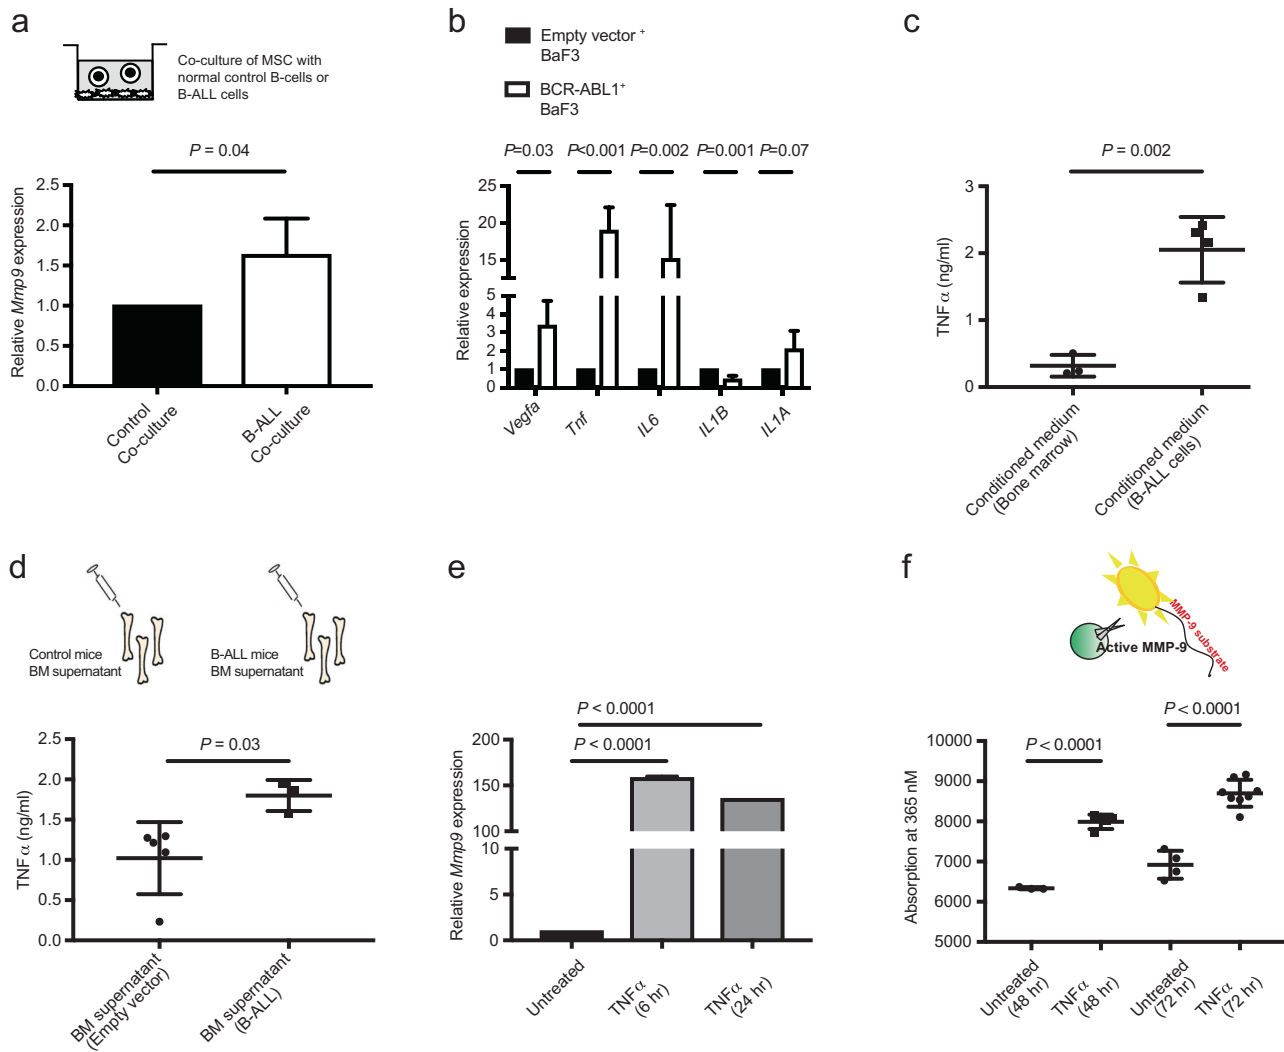 a
Co-culture of MSC with
normal control B-cells or
B-ALL cells
P = 0.04
Relative Mmp9 expression
2.5
2.0
1.5
1.0
0.5
0.0
Control
Co-culture
B-ALL
Co-culture
b
Empty vector +
BaF3
BCR-ABL1+
BaF3
P=0.03 P<0.001 P=0.002 P=0.001 P=0.07
Relative expression
25
20
15
5
4
3
2
1
0
Vegfa
Tnf
IL6
IL1B
IL1A
c
P = 0.002
TNF α (ng/ml)
3
2
1
0
Conditioned medium
(Bone marrow)
Conditioned medium
(B-ALL cells)
d
Control mice
BM supernatant
B-ALL mice
BM supernatant
P = 0.03
TNF α (ng/ml)
2.5
2.0
1.5
1.0
0.5
0.0
BM supernatant
(Empty vector)
BM supernatant
(B-ALL)
e
P < 0.0001
P < 0.0001
Relative Mmp9 expression
200
150
100
10
5
0
Untreated
TNF α
(6 hr)
TNF α
(24 hr)
f
MMP-9 substrate
Active MMP-9
P < 0.0001
P < 0.0001
Absorption at 365 nM
10000
9000
8000
7000
6000
5000
Untreated
(48 hr)
TNF α
(48 hr)
Untreated
(72 hr)
TNF α
(72 hr)